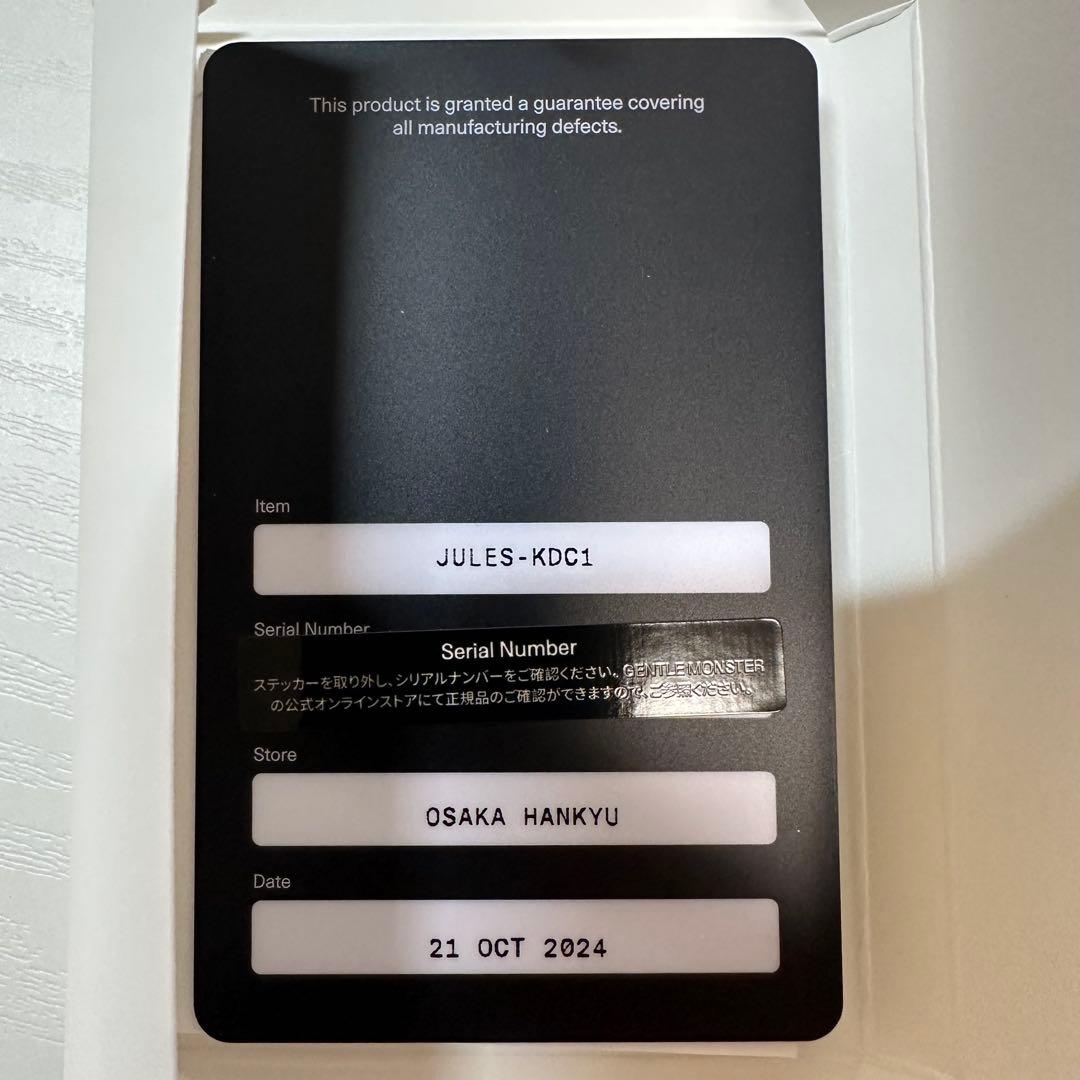 This product is granted a guarantee covering
all manufacturing defects.
Item
JULES-KDC1
Serial Number
Serial Number
ステッカーを取り外し、シリアルナンバーをご確認ください。GENTLE MONSTER
の公式オンラインストアにて正規品のご確認ができますので、ご参照ください。
Store
OSAKA HANKYU
Date
21 OCT 2024